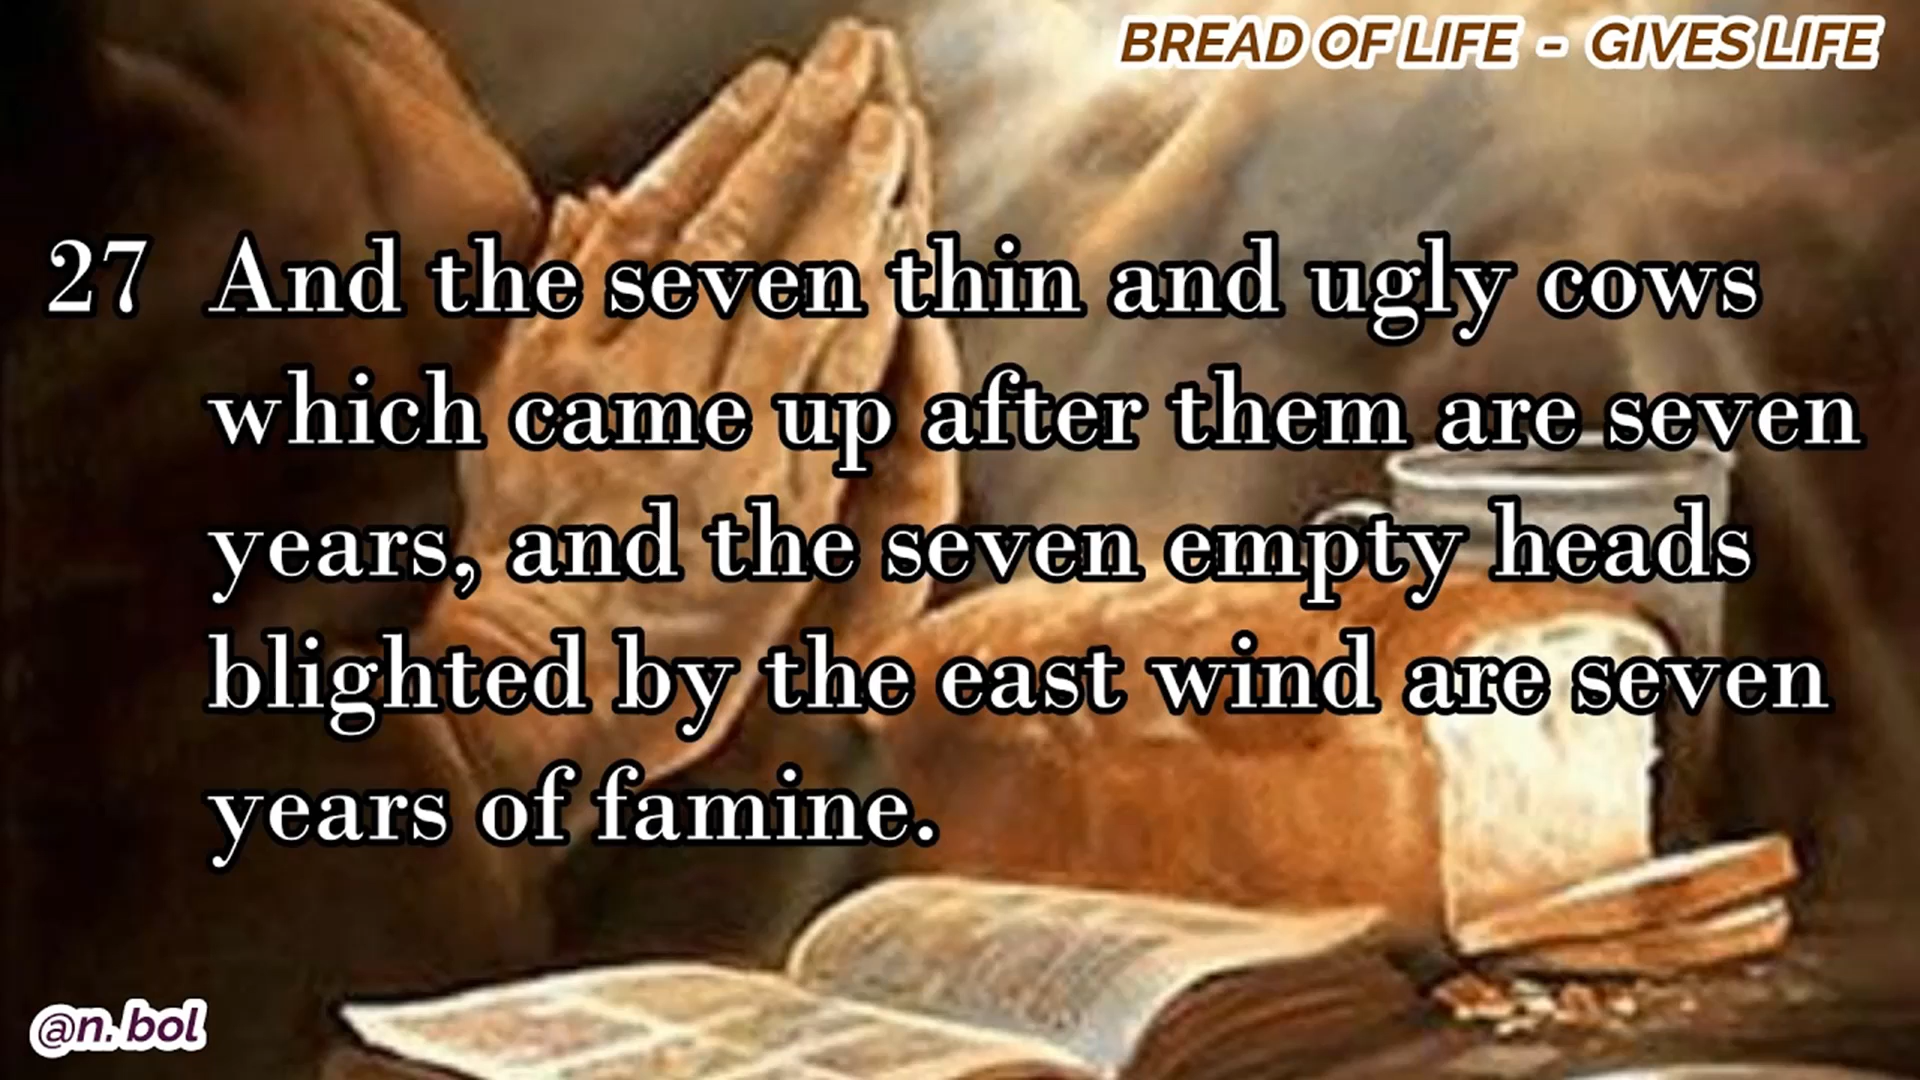 BREAD OF LIFE - GIVES LIFE
27 And the seven thin and ugly cows
which came up after them are seven
years, and the seven empty heads
blighted by the east wind are seven
years of famine.
@n.bol